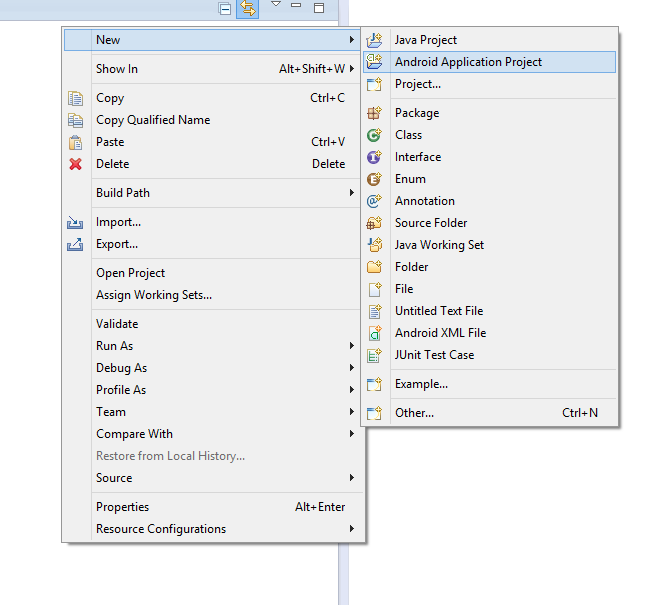 New
Show In Alt+Shift+W
Copy Ctrl+C
Copy Qualified Name
Paste Ctrl+V
Delete Delete
Build Path
Import...
Export...
Open Project
Assign Working Sets...
Validate
Run As
Debug As
Profile As
Team
Compare With
Restore from Local History...
Source
Properties Alt+Enter
Resource Configurations
Java Project
Android Application Project
Project...
Package
Class
Interface
Enum
Annotation
Source Folder
Java Working Set
Folder
File
Untitled Text File
Android XML File
JUnit Test Case
Example...
Other... Ctrl+N